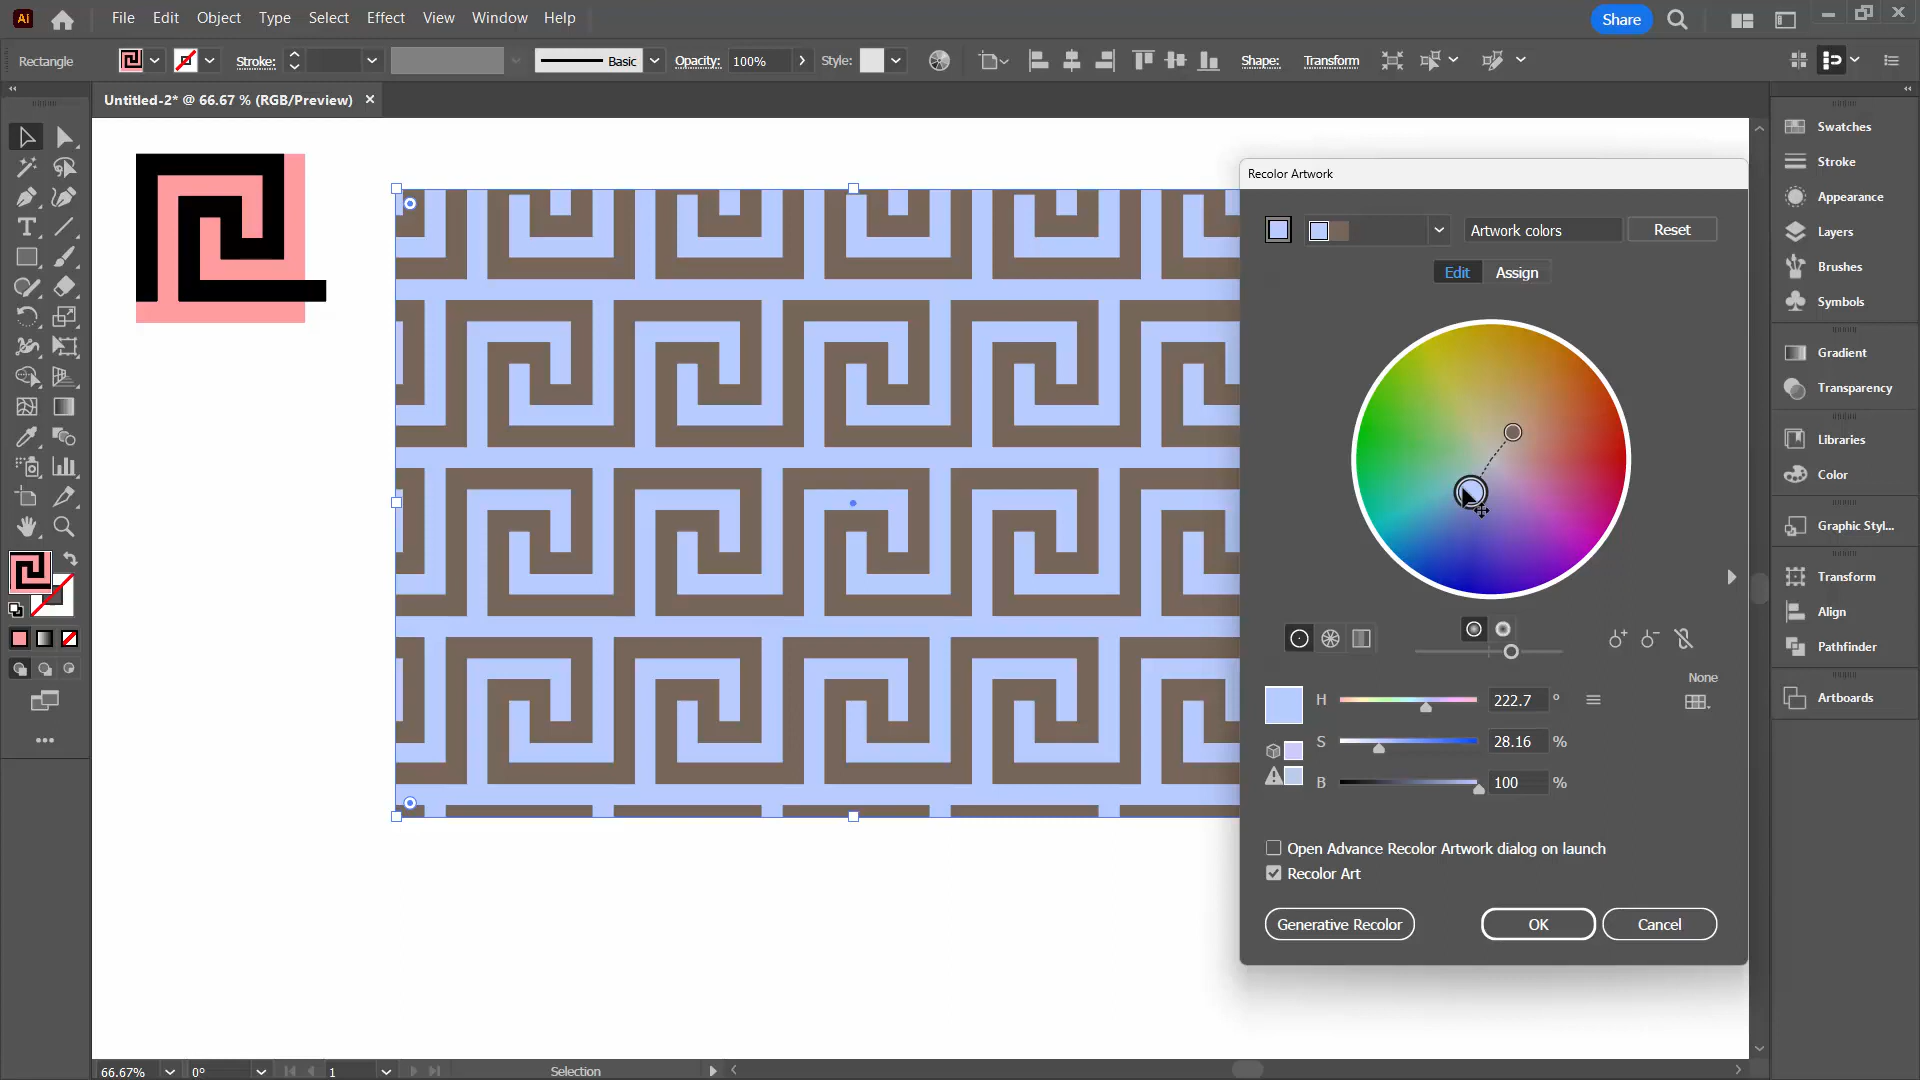 Ai File Edit Object Type Select Effect View Window Help Share
Rectangle Stroke: Basic Opacity: 100% Style: Shape: Transform
Untitled-2* @ 66.67 % (RGB/Preview) ×
Recolor Artwork
Artwork colors Reset
Edit Assign
None
H 222.7 °
S 28.16 %
B 100 %
Open Advance Recolor Artwork dialog on launch
Recolor Art
Generative Recolor OK Cancel
Swatches
Stroke
Appearance
Layers
Brushes
Symbols
Gradient
Transparency
Libraries
Color
Graphic Styl...
Transform
Align
Pathfinder
Artboards
66.67% 0° 1 Selection